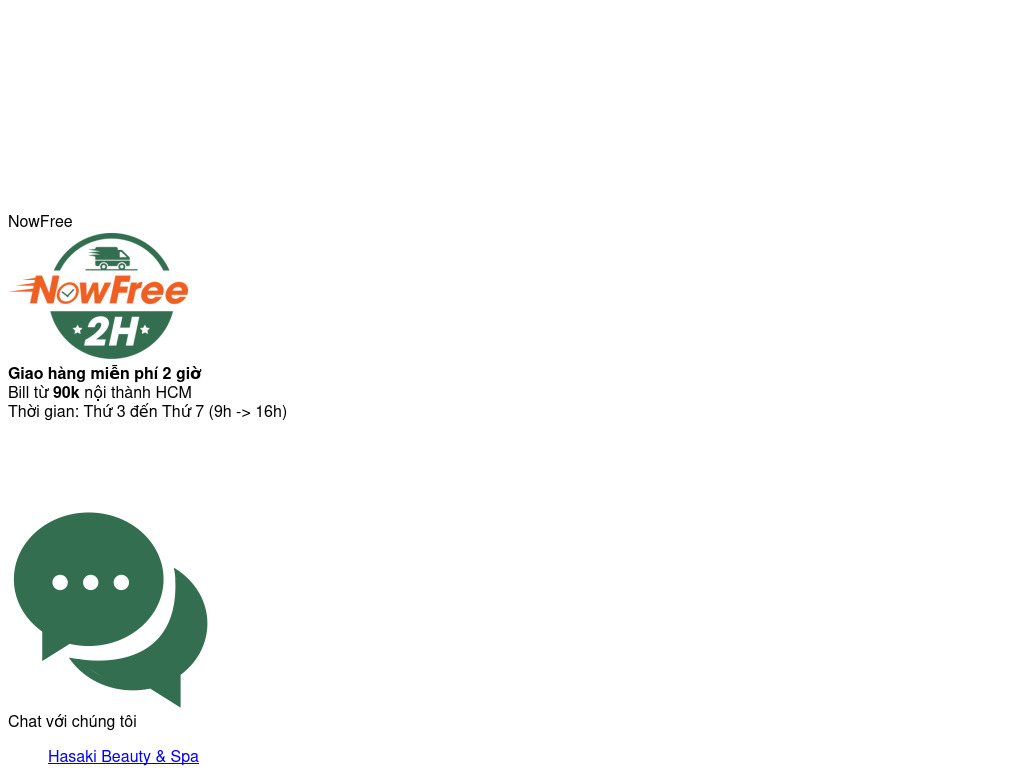 NowFree
NowFree
2H
Giao hàng miễn phí 2 giờ
Bill từ 90k nội thành HCM
Thời gian: Thứ 3 đến Thứ 7 (9h -> 16h)
Chat với chúng tôi
Hasaki Beauty & Spa